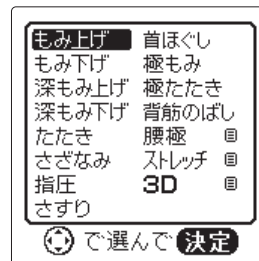 もみ上げ 首ほぐし
もみ下げ 極もみ
深もみ上げ 極たたき
深もみ下げ 背筋のばし
たたき 腰極
さざなみ ストレッチ
指圧 3D
さすり
で選んで 決定